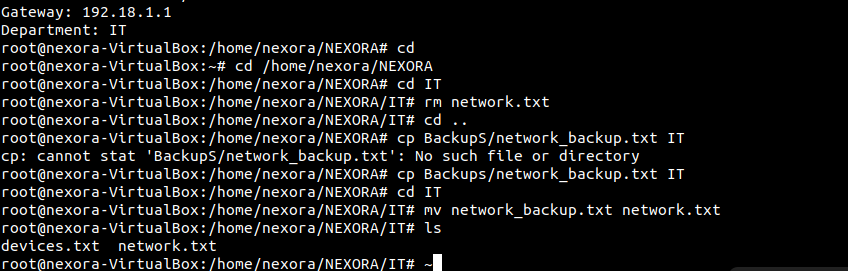 Gateway: 192.18.1.1
Department: IT
root@nexora-VirtualBox:/home/nexora/NEXORA# cd
root@nexora-VirtualBox:~# cd /home/nexora/NEXORA
root@nexora-VirtualBox:/home/nexora/NEXORA# cd IT
root@nexora-VirtualBox:/home/nexora/NEXORA/IT# rm network.txt
root@nexora-VirtualBox:/home/nexora/NEXORA/IT# cd ..
root@nexora-VirtualBox:/home/nexora/NEXORA# cp BackupS/network_backup.txt IT
cp: cannot stat 'BackupS/network_backup.txt': No such file or directory
root@nexora-VirtualBox:/home/nexora/NEXORA# cp Backups/network_backup.txt IT
root@nexora-VirtualBox:/home/nexora/NEXORA# cd IT
root@nexora-VirtualBox:/home/nexora/NEXORA/IT# mv network_backup.txt network.txt
root@nexora-VirtualBox:/home/nexora/NEXORA/IT# ls
devices.txt  network.txt
root@nexora-VirtualBox:/home/nexora/NEXORA/IT# ~